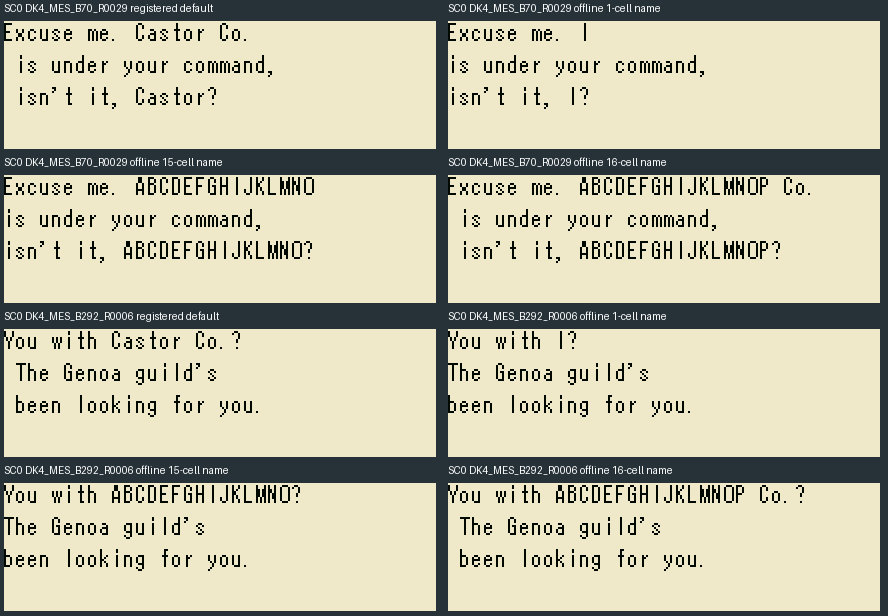 SC0 DK4_MES_B70_R0029 registered default
Excuse me. Castor Co.
is under your command,
isn't it, Castor?
SC0 DK4_MES_B70_R0029 offline 1-cell name
Excuse me. I
is under your command,
isn't it, I?
SC0 DK4_MES_B70_R0029 offline 15-cell name
Excuse me. ABCDEFGHIJKLMNO
is under your command,
isn't it, ABCDEFGHIJKLMNO?
SC0 DK4_MES_B70_R0029 offline 16-cell name
Excuse me. ABCDEFGHIJKLMNOP Co.
is under your command,
isn't it, ABCDEFGHIJKLMNOP?
SC0 DK4_MES_B292_R0006 registered default
You with Castor Co.?
The Genoa guild's
been looking for you.
SC0 DK4_MES_B292_R0006 offline 1-cell name
You with I?
The Genoa guild's
been looking for you.
SC0 DK4_MES_B292_R0006 offline 15-cell name
You with ABCDEFGHIJKLMNO?
The Genoa guild's
been looking for you.
SC0 DK4_MES_B292_R0006 offline 16-cell name
You with ABCDEFGHIJKLMNOP Co.?
The Genoa guild's
been looking for you.